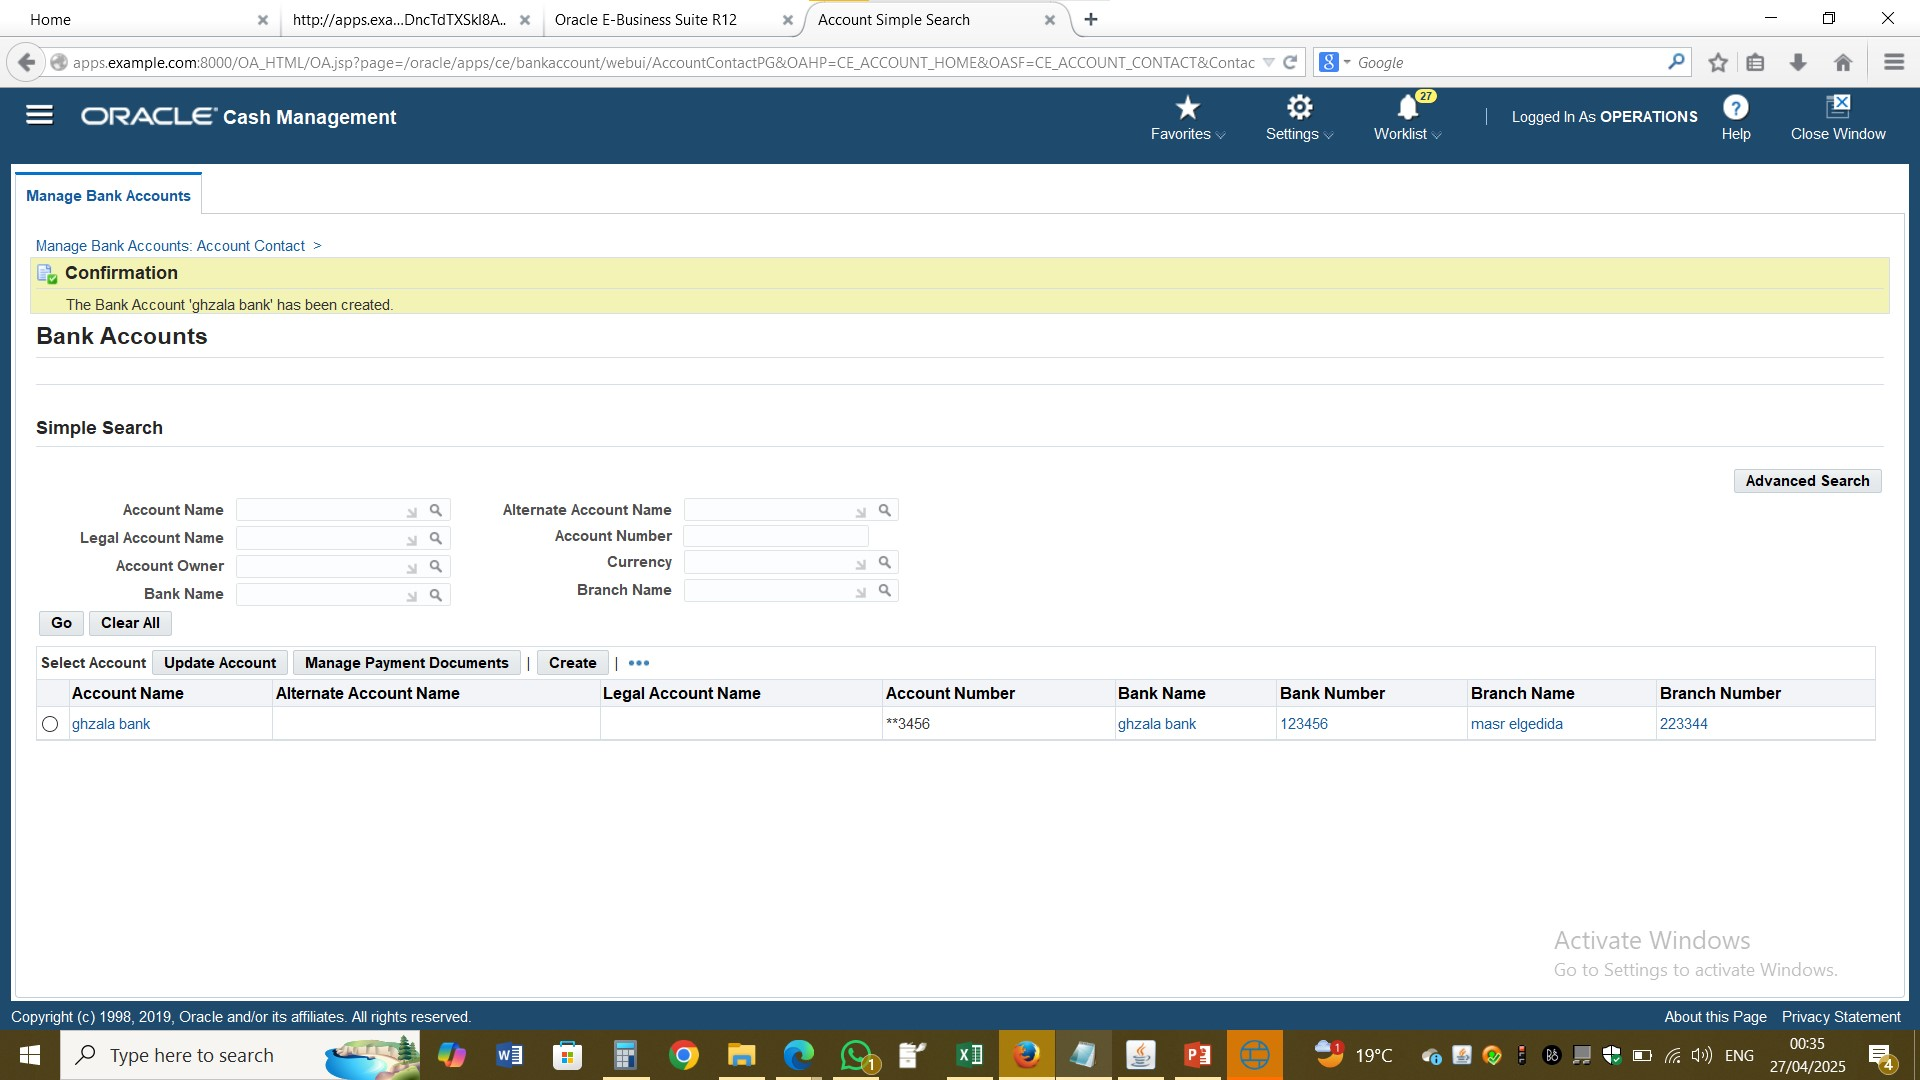 Home
http://apps.exa...DncTdTXSkI8A..
Oracle E-Business Suite R12
Account Simple Search
apps.example.com:8000/OA_HTML/OA.jsp?page=/oracle/apps/ce/bankaccount/webui/AccountContactPG&OAHP=CE_ACCOUNT_HOME&OASF=CE_ACCOUNT_CONTACT&Contac
8 Google
ORACLE Cash Management
Favorites
Settings
27
Worklist
Logged In As OPERATIONS
Help
Close Window
Manage Bank Accounts
Manage Bank Accounts: Account Contact >
Confirmation
The Bank Account 'ghzala bank' has been created.
Bank Accounts
Simple Search
Advanced Search
Account Name
Alternate Account Name
Legal Account Name
Account Number
Account Owner
Currency
Bank Name
Branch Name
Go Clear All
Select Account Update Account Manage Payment Documents | Create | •••
Account Name Alternate Account Name Legal Account Name Account Number Bank Name Bank Number Branch Name Branch Number
ghzala bank **3456 ghzala bank 123456 masr elgedida 223344
Activate Windows
Go to Settings to activate Windows.
Copyright (c) 1998, 2019, Oracle and/or its affiliates. All rights reserved.
About this Page Privacy Statement
Type here to search
1
1
19°C
ENG
00:35
27/04/2025
4